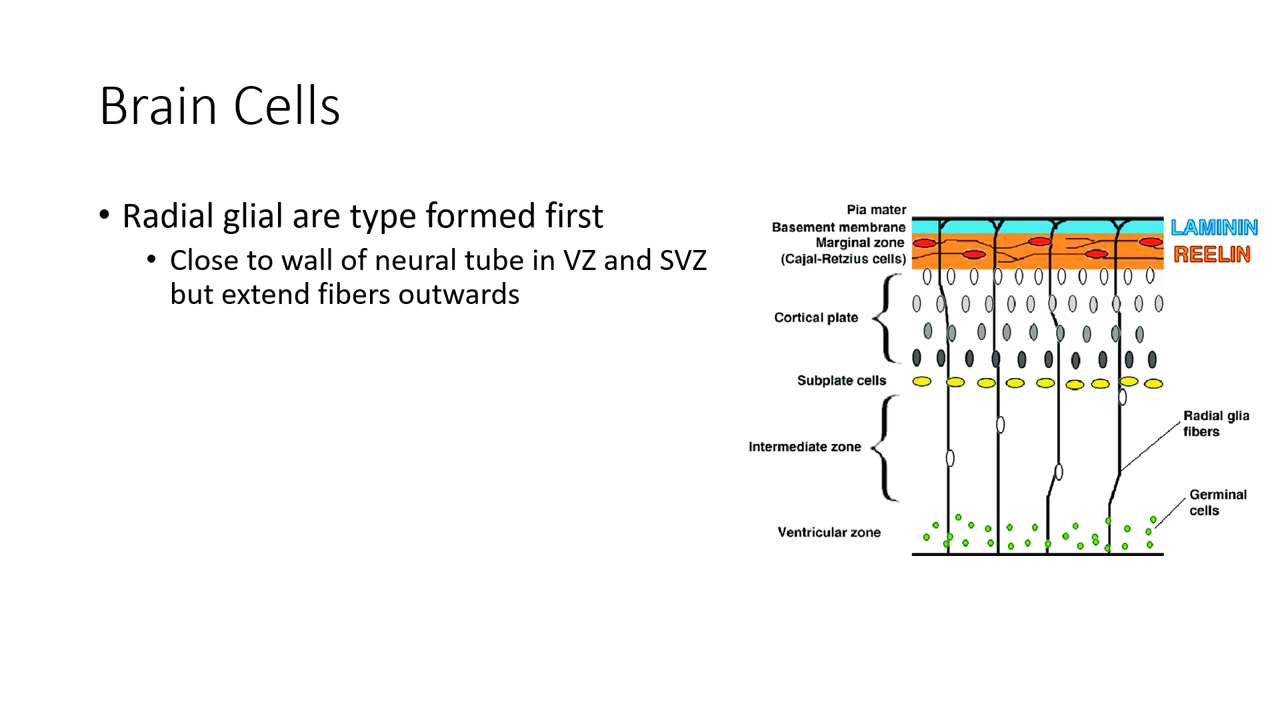 Brain Cells
• Radial glial are type formed first
• Close to wall of neural tube in VZ and SVZ
but extend fibers outwards
Pia mater
Basement membrane
Marginal zone
(Cajal-Retzius cells)
LAMININ
REELIN
Cortical plate
Subplate cells
Intermediate zone
Radial glia
fibers
Germinal
cells
Ventricular zone